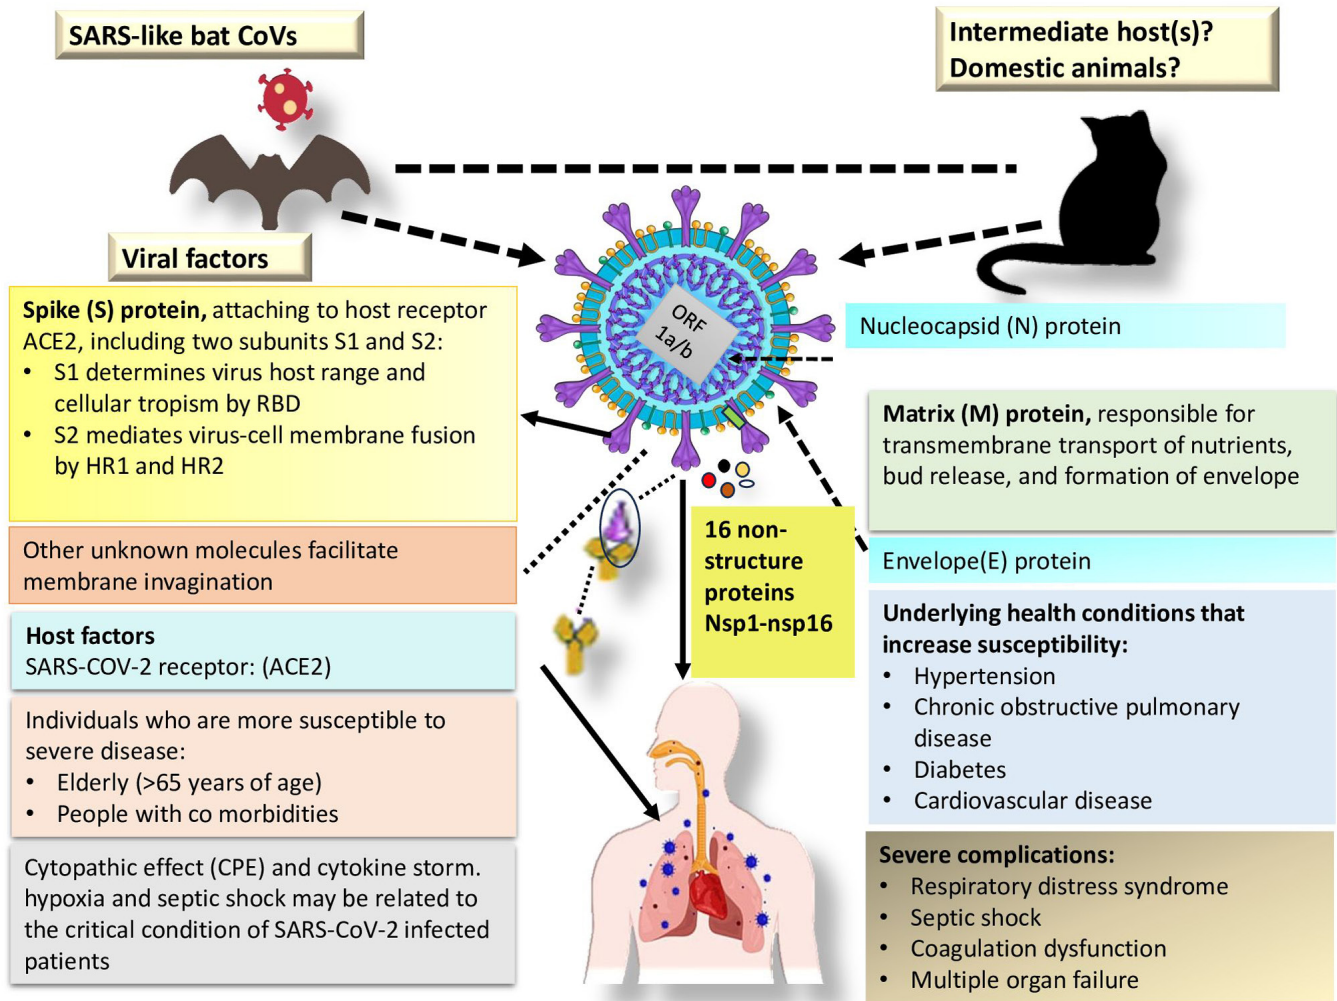 SARS-like bat CoVs
Intermediate host(s)?
Domestic animals?
Viral factors
Spike (S) protein, attaching to host receptor
ACE2, including two subunits S1 and S2:
• S1 determines virus host range and
cellular tropism by RBD
• S2 mediates virus-cell membrane fusion
by HR1 and HR2
Other unknown molecules facilitate
membrane invagination
Host factors
SARS-COV-2 receptor: (ACE2)
Individuals who are more susceptible to
severe disease:
• Elderly (>65 years of age)
• People with co morbidities
Cytopathic effect (CPE) and cytokine storm.
hypoxia and septic shock may be related to
the critical condition of SARS-CoV-2 infected
patients
ORF
1a/b
16 non-
structure
proteins
Nsp1-nsp16
Nucleocapsid (N) protein
Matrix (M) protein, responsible for
transmembrane transport of nutrients,
bud release, and formation of envelope
Envelope(E) protein
Underlying health conditions that
increase susceptibility:
• Hypertension
• Chronic obstructive pulmonary
disease
• Diabetes
• Cardiovascular disease
Severe complications:
• Respiratory distress syndrome
• Septic shock
• Coagulation dysfunction
• Multiple organ failure